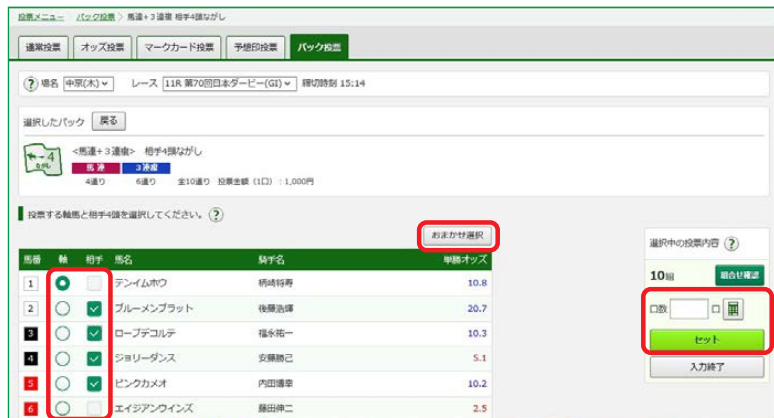 投票メニュー 〉 パック投票 〉 馬連+3連複 相手4頭ながし
通常投票 オッズ投票 マークカード投票 予想印投票 パック投票
? 場名 中京(木) レース 11R 第70回日本ダービー(GI) 締切時刻 15:14
選択したパック 戻る
<馬連+3連複> 相手4頭ながし
馬連 3連複
4通り 6通り 全10通り 投票金額(1口):1,000円
投票する軸馬と相手4頭を選択してください。 ?
おまかせ選択
馬番 軸 相手 馬名 騎手名 単勝オッズ
1 テンイムホウ 柄崎将寿 10.8
2 ブルーメンブラット 後藤浩輝 20.7
3 ローブデコルテ 福永祐一 10.3
4 ジョリーダンス 安藤勝己 5.1
5 ピンクカメオ 内田博幸 10.2
6 エイジアンウインズ 藤田伸二 2.5
選択中の投票内容 ?
10組 組合せ確認
口数 口
セット
入力終了